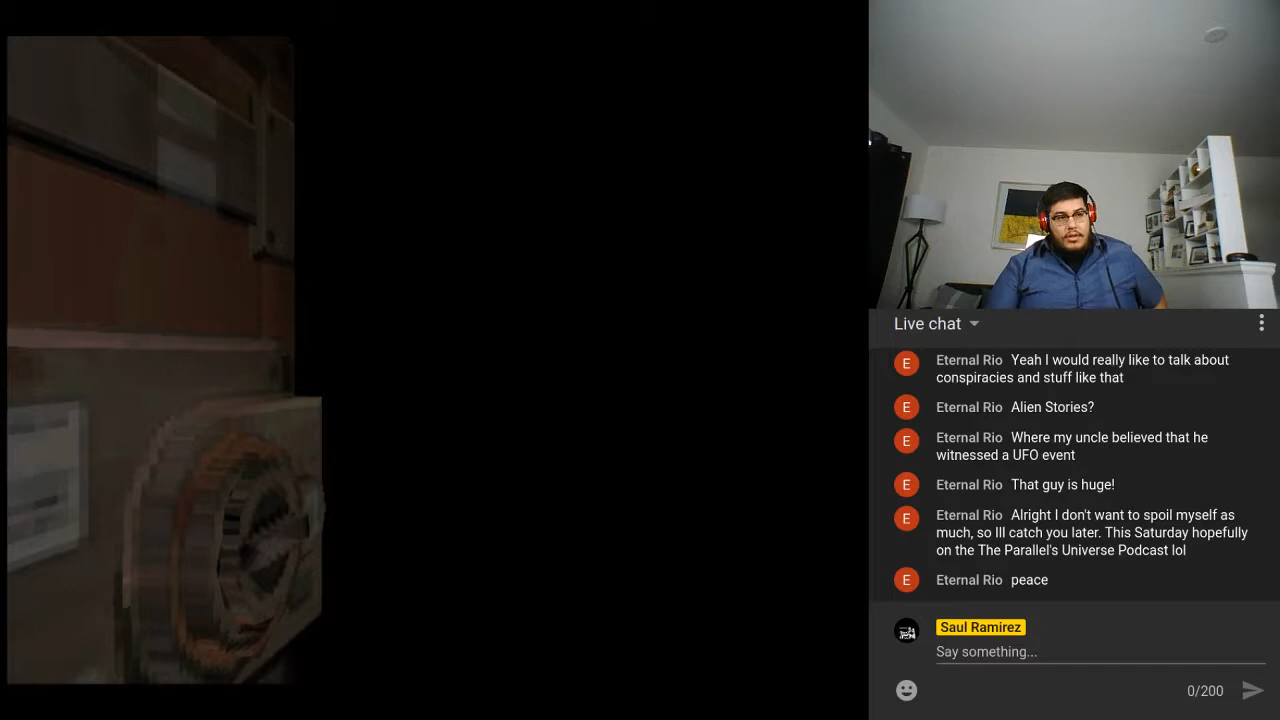 Live chat
E Eternal Rio Yeah I would really like to talk about
conspiracies and stuff like that
E Eternal Rio Alien Stories?
E Eternal Rio Where my uncle believed that he
witnessed a UFO event
E Eternal Rio That guy is huge!
E Eternal Rio Alright I don't want to spoil myself as
much, so Ill catch you later. This Saturday hopefully
on the The Parallel's Universe Podcast lol
E Eternal Rio peace
Saul Ramirez
Say something...
0/200